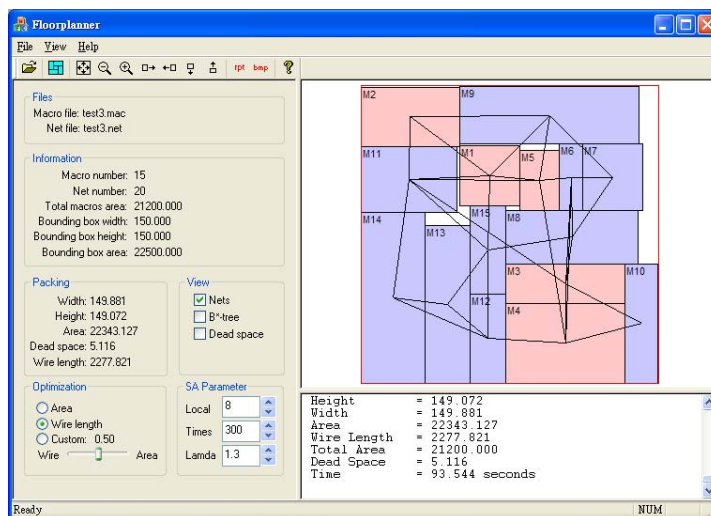 Floorplanner
File View Help
rpt bmp
Files
Macro file: test3.mac
Net file: test3.net
Information
Macro number: 15
Net number: 20
Total macros area: 21200.000
Bounding box width: 150.000
Bounding box height: 150.000
Bounding box area: 22500.000
Packing
Width: 149.881
Height: 149.072
Area: 22343.127
Dead space: 5.116
Wire length: 2277.821
View
Nets
B*-tree
Dead space
Optimization
Area
Wire length
Custom: 0.50
Wire Area
SA Parameter
Local 8
Times 300
Lamda 1.3
M2 M9
M11 M1 M5 M6 M7
M14 M13 M15 M8
M3 M10
M12 M4
Height = 149.072
Width = 149.881
Area = 22343.127
Wire Length = 2277.821
Total Area = 21200.000
Dead Space = 5.116
Time = 93.544 seconds
Ready NUM